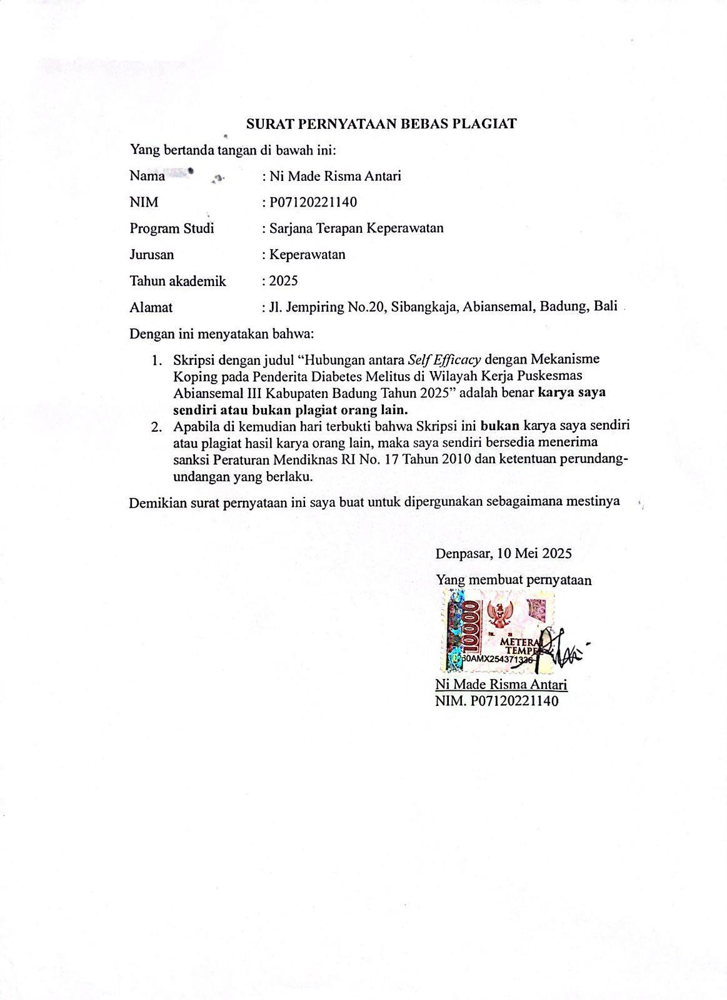 SURAT PERNYATAAN BEBAS PLAGIAT
Yang bertanda tangan di bawah ini:
Nama : Ni Made Risma Antari
NIM : P07120221140
Program Studi : Sarjana Terapan Keperawatan
Jurusan : Keperawatan
Tahun akademik : 2025
Alamat : Jl. Jempiring No.20, Sibangkaja, Abiansemal, Badung, Bali
Dengan ini menyatakan bahwa:
1. Skripsi dengan judul “Hubungan antara Self Efficacy dengan Mekanisme
Koping pada Penderita Diabetes Melitus di Wilayah Kerja Puskesmas
Abiansemal III Kabupaten Badung Tahun 2025” adalah benar karya saya
sendiri atau bukan plagiat orang lain.
2. Apabila di kemudian hari terbukti bahwa Skripsi ini bukan karya saya sendiri
atau plagiat hasil karya orang lain, maka saya sendiri bersedia menerima
sanksi Peraturan Mendiknas RI No. 17 Tahun 2010 dan ketentuan perundang-
undangan yang berlaku.
Demikian surat pernyataan ini saya buat untuk dipergunakan sebagaimana mestinya
Denpasar, 10 Mei 2025
Yang membuat pernyataan
10000
TGL. 20
METERAI
TEMPEL
60AMX254371336
Ni Made Risma Antari
NIM. P07120221140